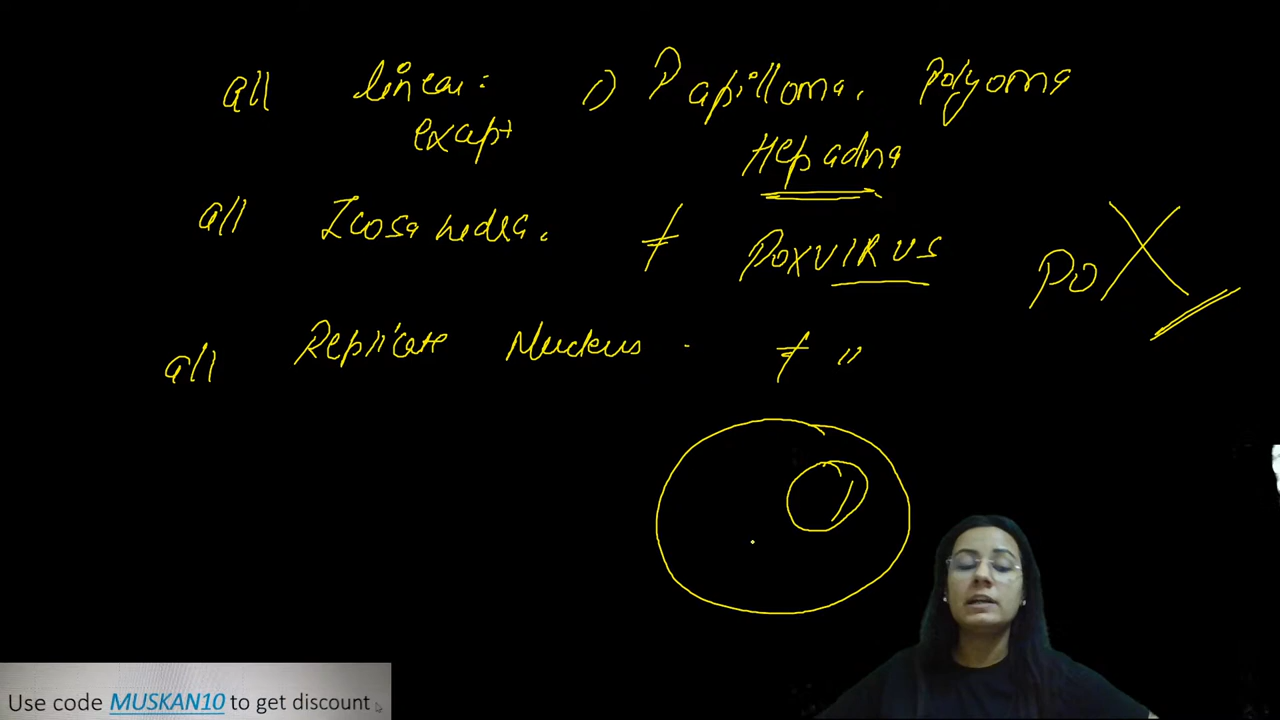 all linear: 1) Papilloma, Polyoma
except Hepadna
all Icosahedra. ≠ POXVIRUS POX
all Replicate Nucleus - ≠ "
Use code MUSKAN10 to get discount